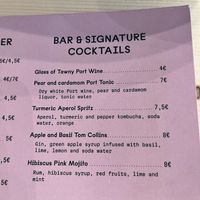 BAR & SIGNATURE
COCKTAILS
ER
5€/4,5€
4€/7€
4,5€
4,5€
5€
5€
5€
Glass of Tawny Port Wine 4€
Pear and cardamom Port Tonic 7€
Dry white Port wine, pear and cardamom
liquor, tonic water
Turmeric Aperol Spritz 7,5€
Aperol, turmeric and pepper kombucha, soda
water, orange
Apple and Basil Tom Collins 8€
Gin, green apple syrup infused with basil,
lime, lemon and soda water
Hibiscus Pink Mojito 8€
Rum, hibiscus syrup, red fruits, lime and
mint